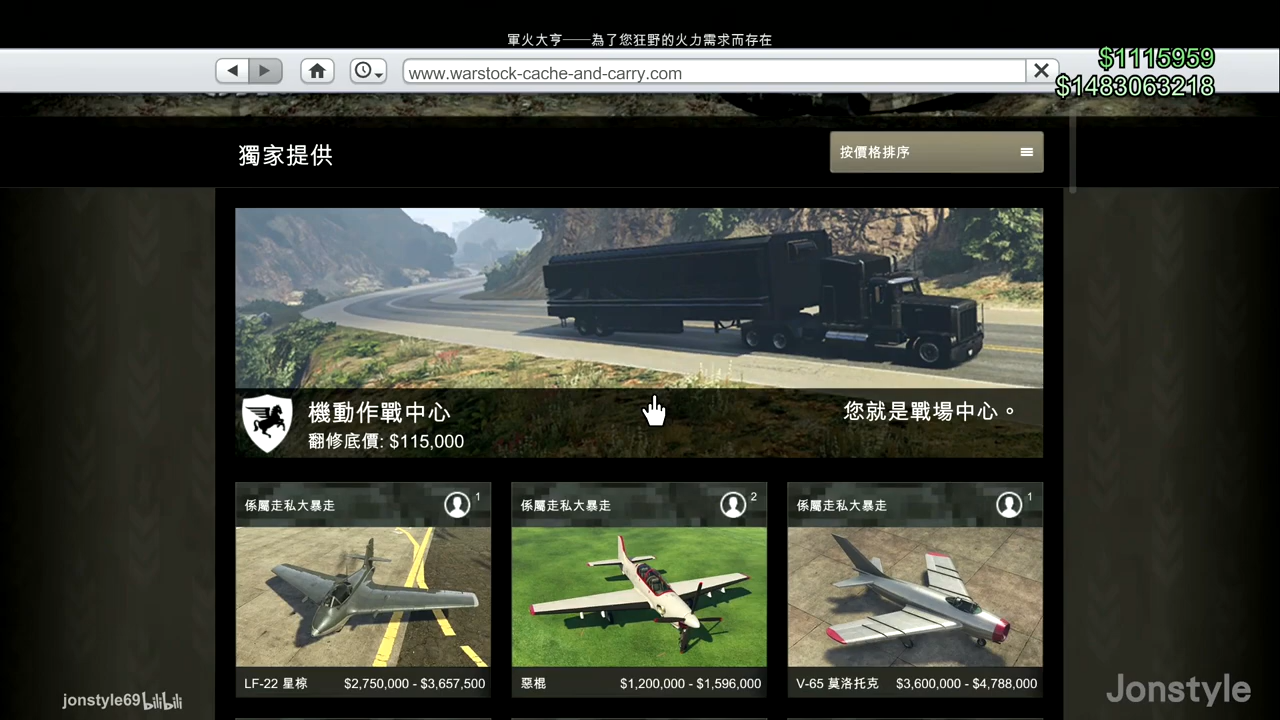 軍火大亨──為了您狂野的火力需求而存在
$1115959
www.warstock-cache-and-carry.com
$1483063218
獨家提供
按價格排序
機動作戰中心
您就是戰場中心。
翻修底價: $115,000
係屬走私大暴走 1
係屬走私大暴走 2
係屬走私大暴走 1
LF-22 星椋 $2,750,000 - $3,657,500
惡棍 $1,200,000 - $1,596,000
V-65 莫洛托克 $3,600,000 - $4,788,000
jonstyle69 bilibili
Jonstyle